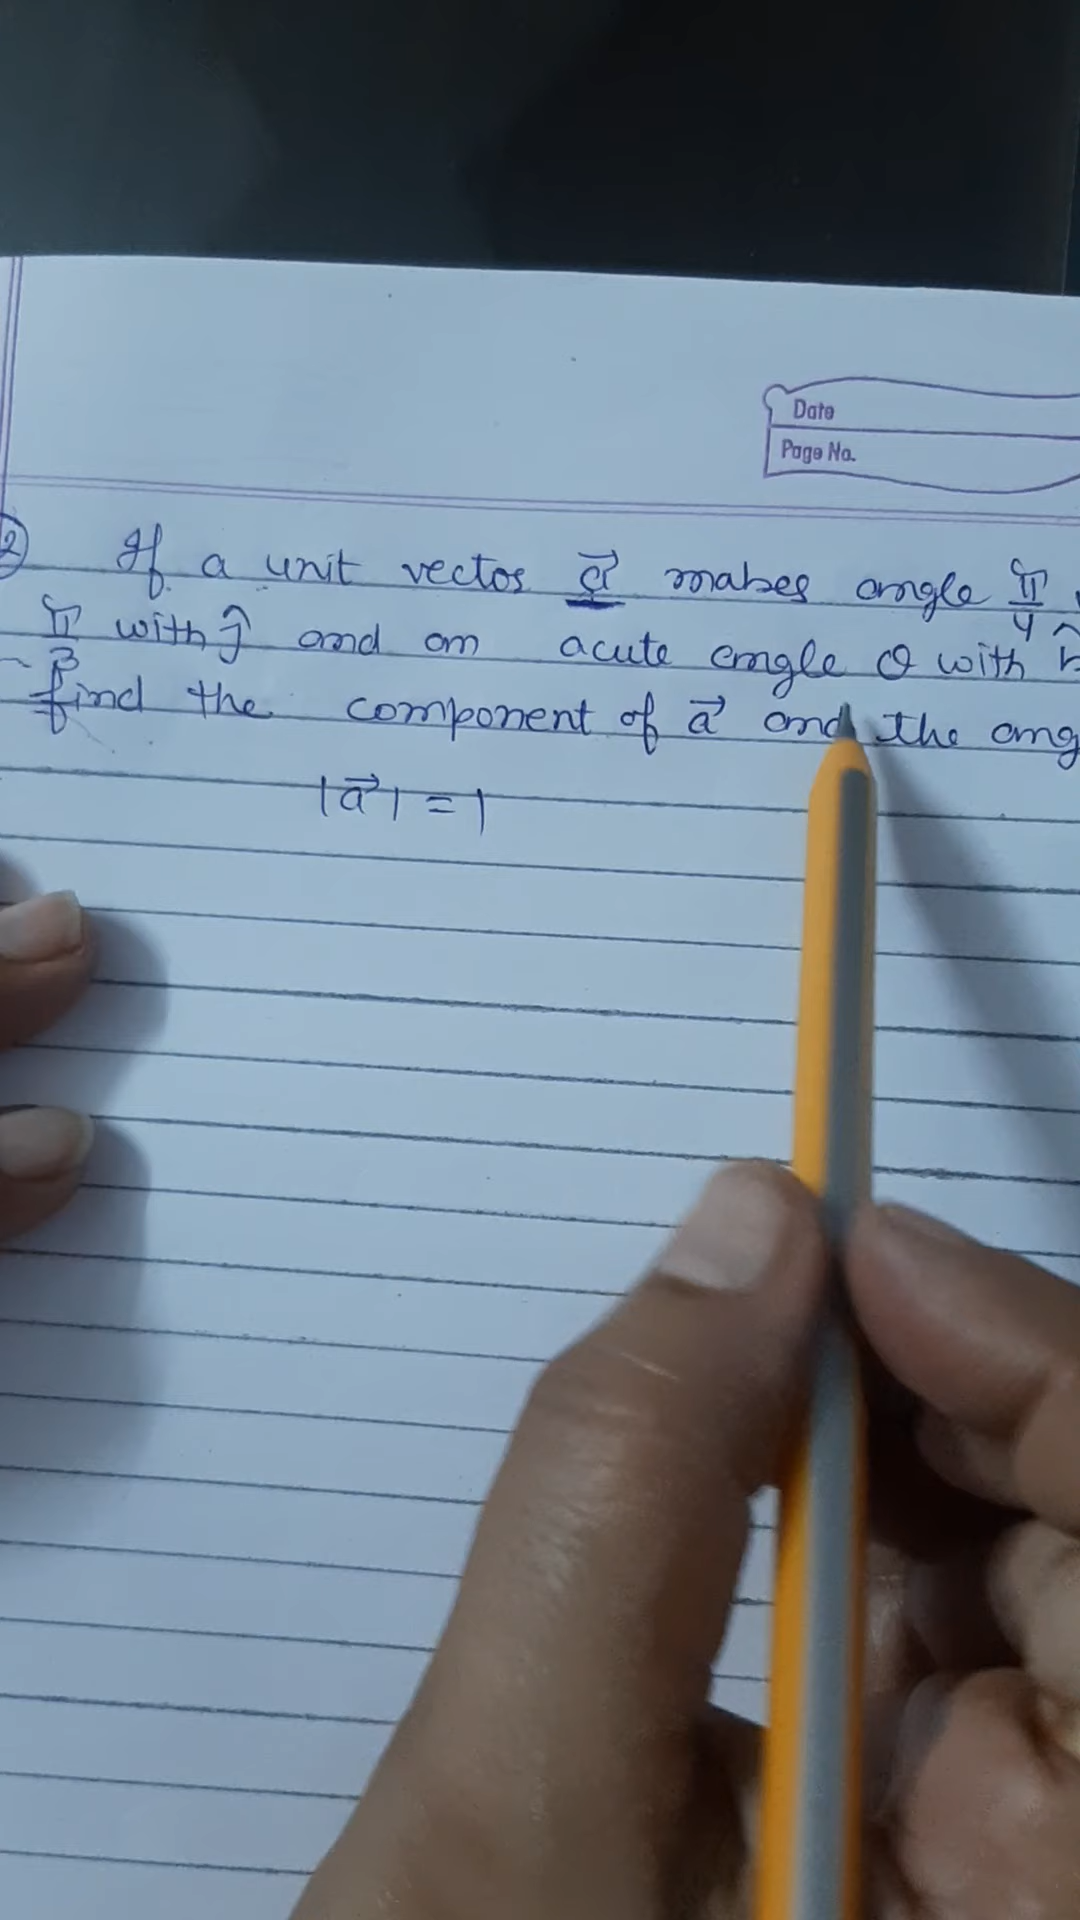 Date
Page No.
2 If a unit vector a⃗ makes angle π/4
π/3 with ĵ and an acute angle θ with
find the component of a⃗ and the ang
|a⃗| = 1